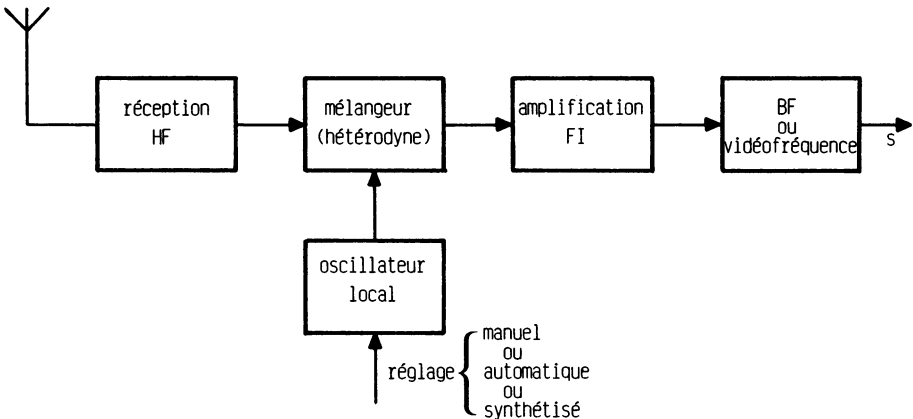 réception
HF
mélangeur
(hétérodyne)
amplification
FI
BF
ou
vidéofréquence
s
oscillateur
local
réglage
manuel
ou
automatique
ou
synthétisé